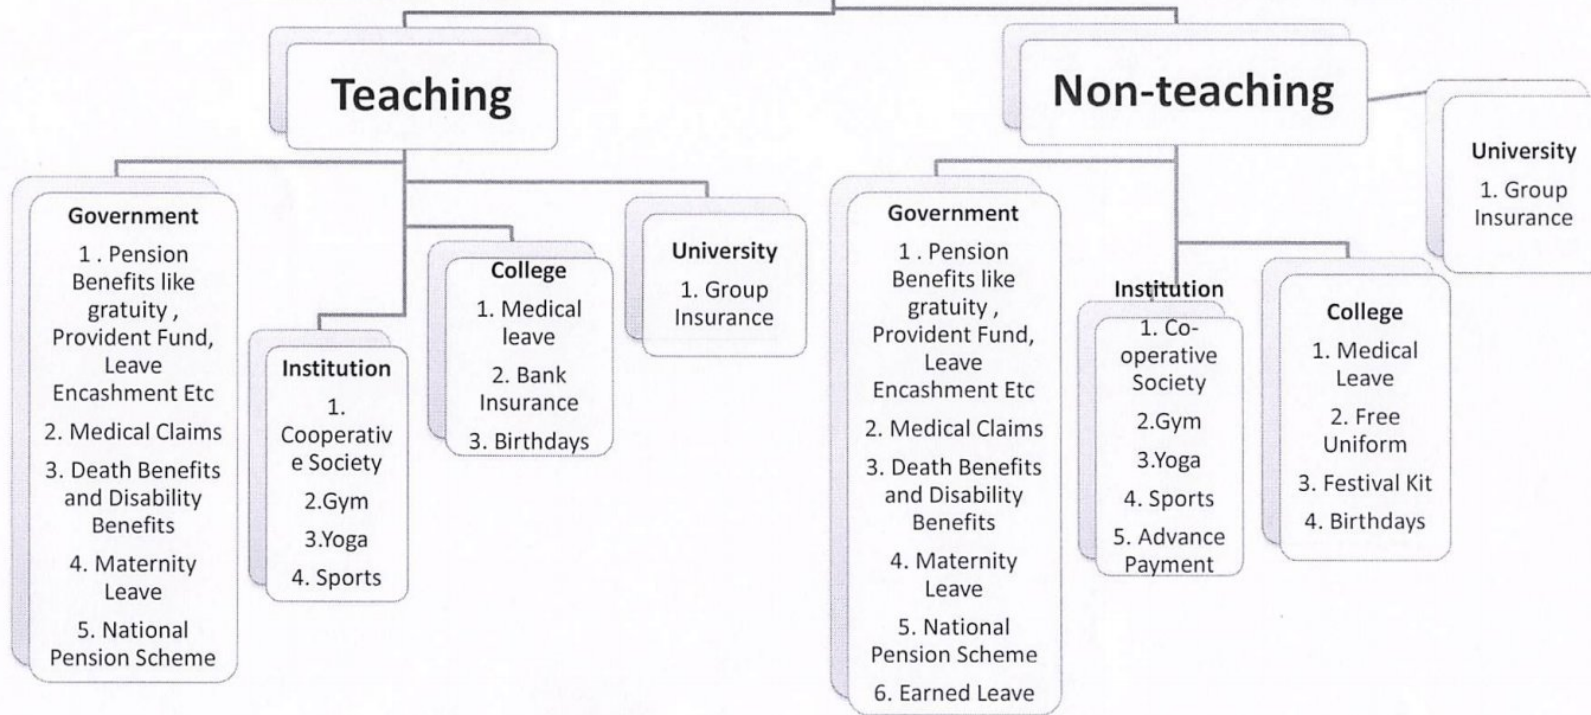 Teaching
Government
1 . Pension
Benefits like
gratuity ,
Provident Fund,
Leave
Encashment Etc
2. Medical Claims
3. Death Benefits
and Disability
Benefits
4. Maternity
Leave
5. National
Pension Scheme
Institution
1.
Cooperativ
e Society
2.Gym
3.Yoga
4. Sports
College
1. Medical
leave
2. Bank
Insurance
3. Birthdays
University
1. Group
Insurance
Non-teaching
Government
1 . Pension
Benefits like
gratuity ,
Provident Fund,
Leave
Encashment Etc
2. Medical Claims
3. Death Benefits
and Disability
Benefits
4. Maternity
Leave
5. National
Pension Scheme
6. Earned Leave
Institution
1. Co-
operative
Society
2.Gym
3.Yoga
4. Sports
5. Advance
Payment
College
1. Medical
Leave
2. Free
Uniform
3. Festival Kit
4. Birthdays
University
1. Group
Insurance